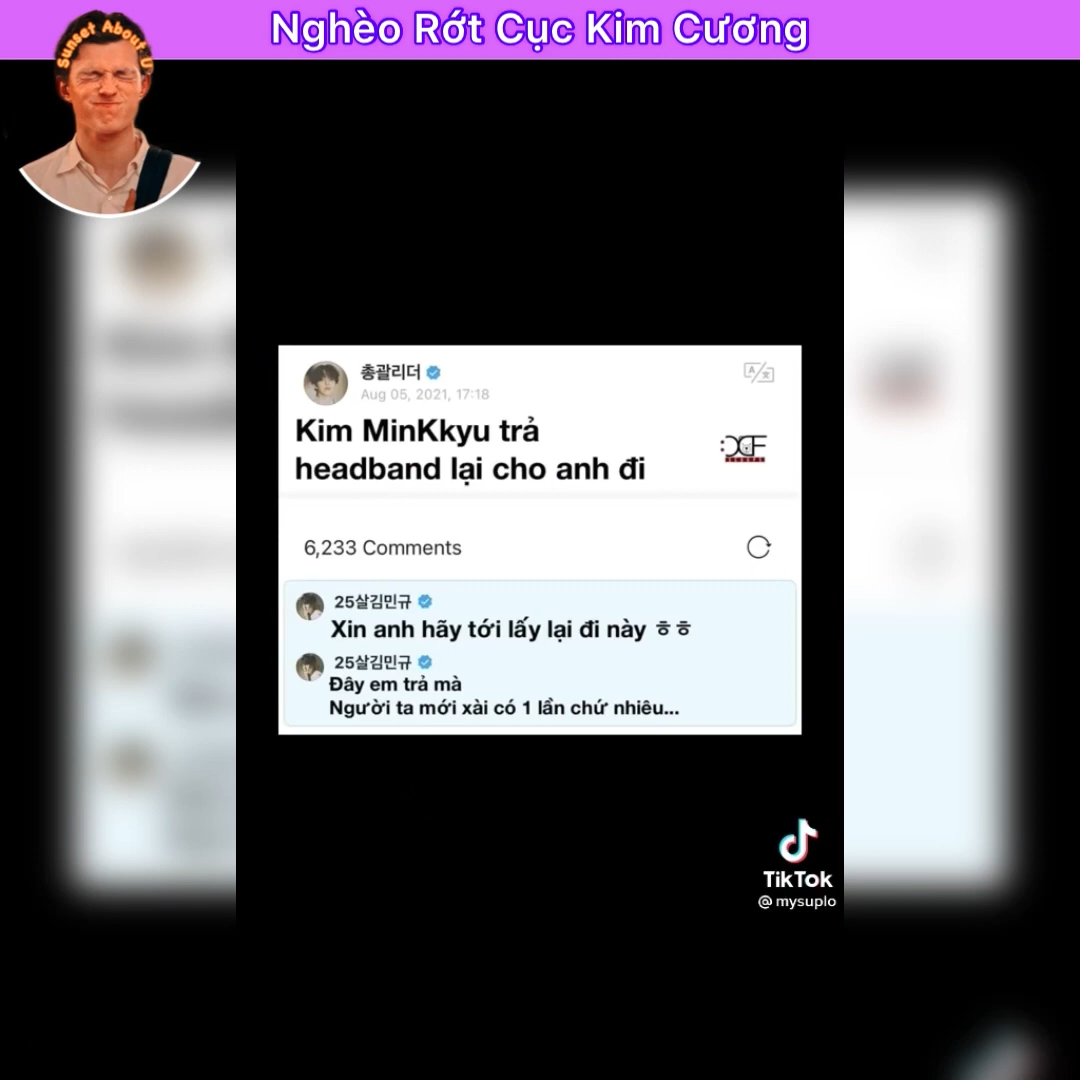 Nghèo Rớt Cục Kim Cương
Sunset About U
총괄리더
Aug 05, 2021, 17:18
Kim MinKkyu trả
headband lại cho anh đi
6,233 Comments
25살김민규
Xin anh hãy tới lấy lại đi này ㅎㅎ
25살김민규
Đây em trả mà
Người ta mới xài có 1 lần chứ nhiêu...
TikTok
@mysuplo